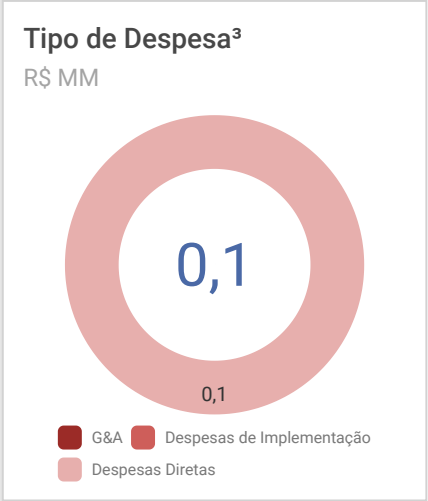 Tipo de Despesa³
R$ MM
0,1
0,1
G&A Despesas de Implementação
Despesas Diretas